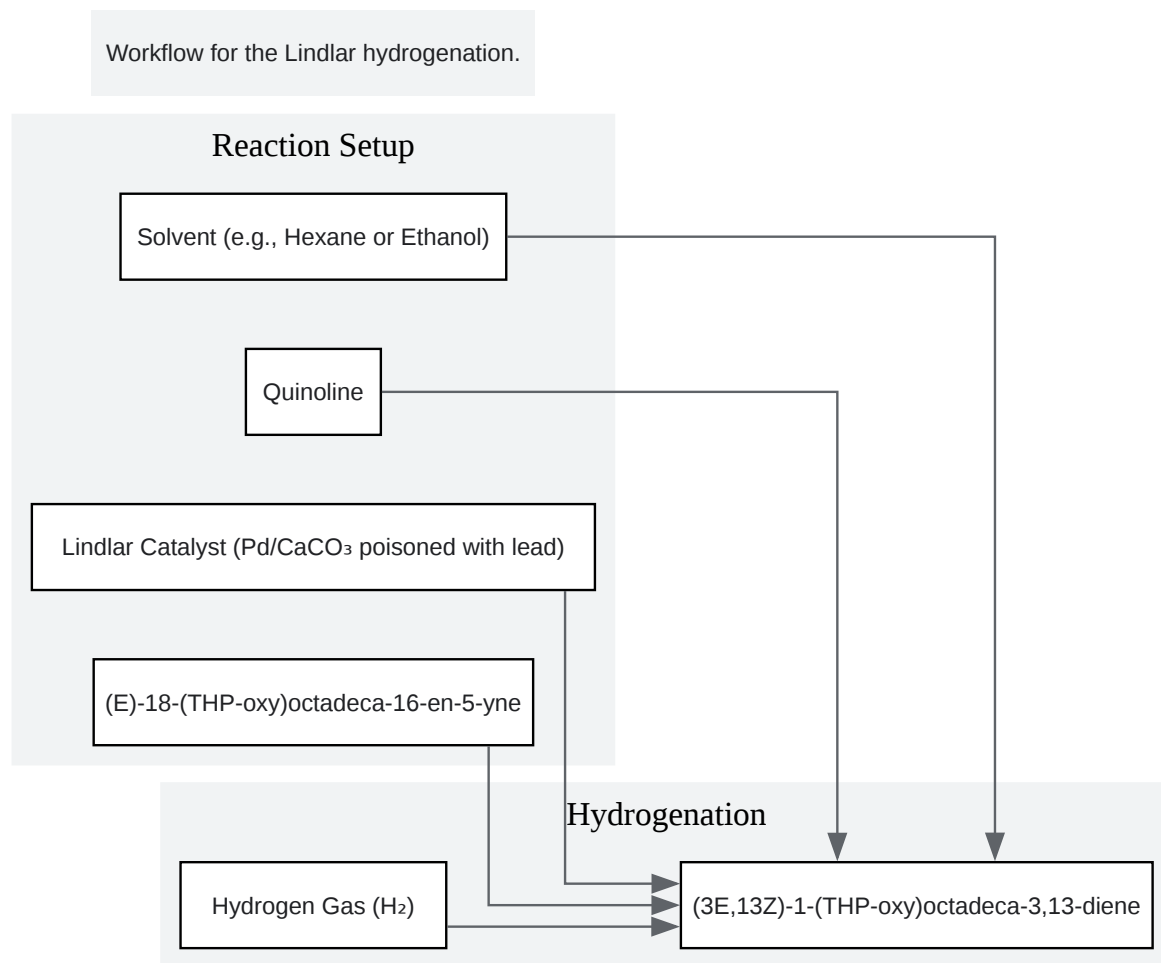 Workflow for the Lindlar hydrogenation.
Reaction Setup
Solvent (e.g., Hexane or Ethanol)
Quinoline
Lindlar Catalyst (Pd/CaCO₃ poisoned with lead)
(E)-18-(THP-oxy)octadeca-16-en-5-yne
Hydrogenation
Hydrogen Gas (H₂)
(3E,13Z)-1-(THP-oxy)octadeca-3,13-diene